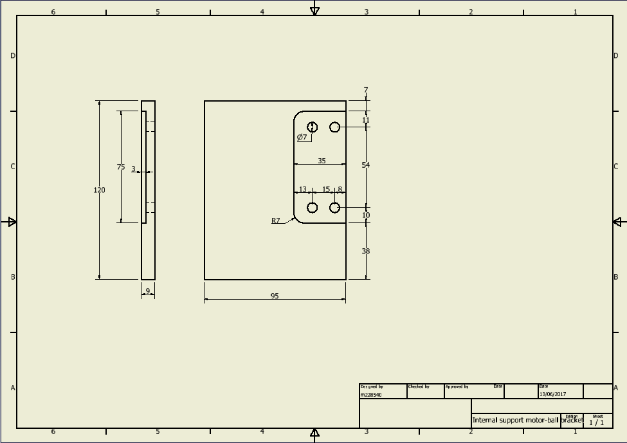 6 5 4 3 2 1
D D
7
11
Ø7
C C
75 35 54
3
120 13 15 8
10
R7
38
B B
9
95
A A
Designed by Checked by Approved by Date Date
13/06/2017
Internal support motor-ball bracket Edition Sheet
1 / 1
6 5 4 3 2 1